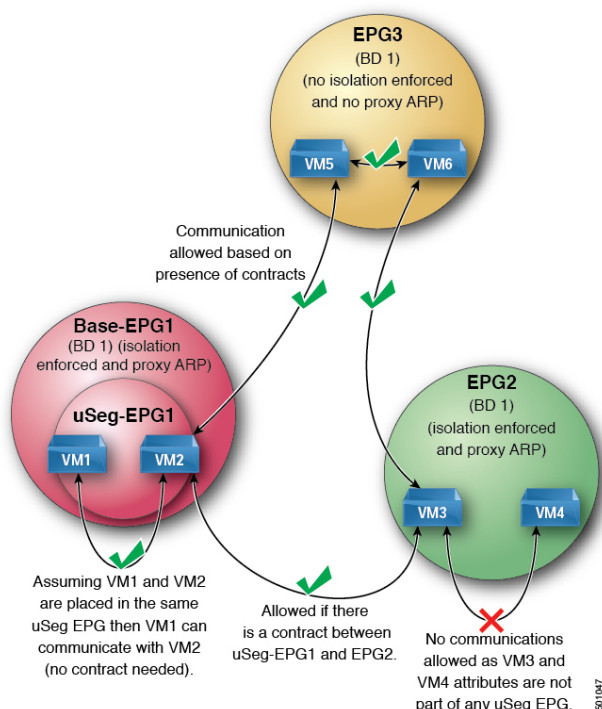 EPG3
(BD 1)
(no isolation enforced
and no proxy ARP)
VM5
VM6
Communication
allowed based on
presence of contracts
Base-EPG1
(BD 1) (isolation
enforced and proxy ARP)
uSeg-EPG1
VM1
VM2
EPG2
(BD 1)
(isolation enforced
and proxy ARP)
VM3
VM4
Assuming VM1 and VM2
are placed in the same
uSeg EPG then VM1 can
communicate with VM2
(no contract needed).
Allowed if there
is a contract between
uSeg-EPG1 and EPG2.
No communications
allowed as VM3 and
VM4 attributes are not
part of any uSeg EPG.
501047